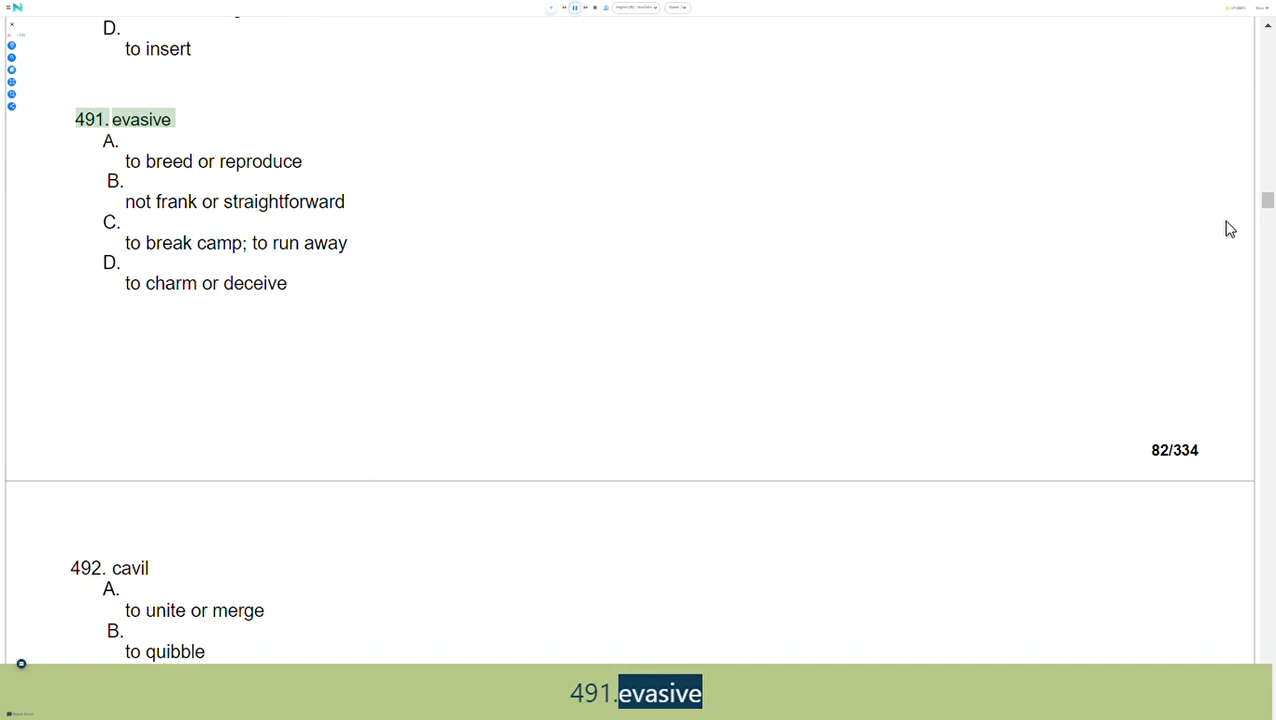 D.
to insert
491. evasive
A.
to breed or reproduce
B.
not frank or straightforward
C.
to break camp; to run away
D.
to charm or deceive
82/334
492. cavil
A.
to unite or merge
B.
to quibble
491.evasive